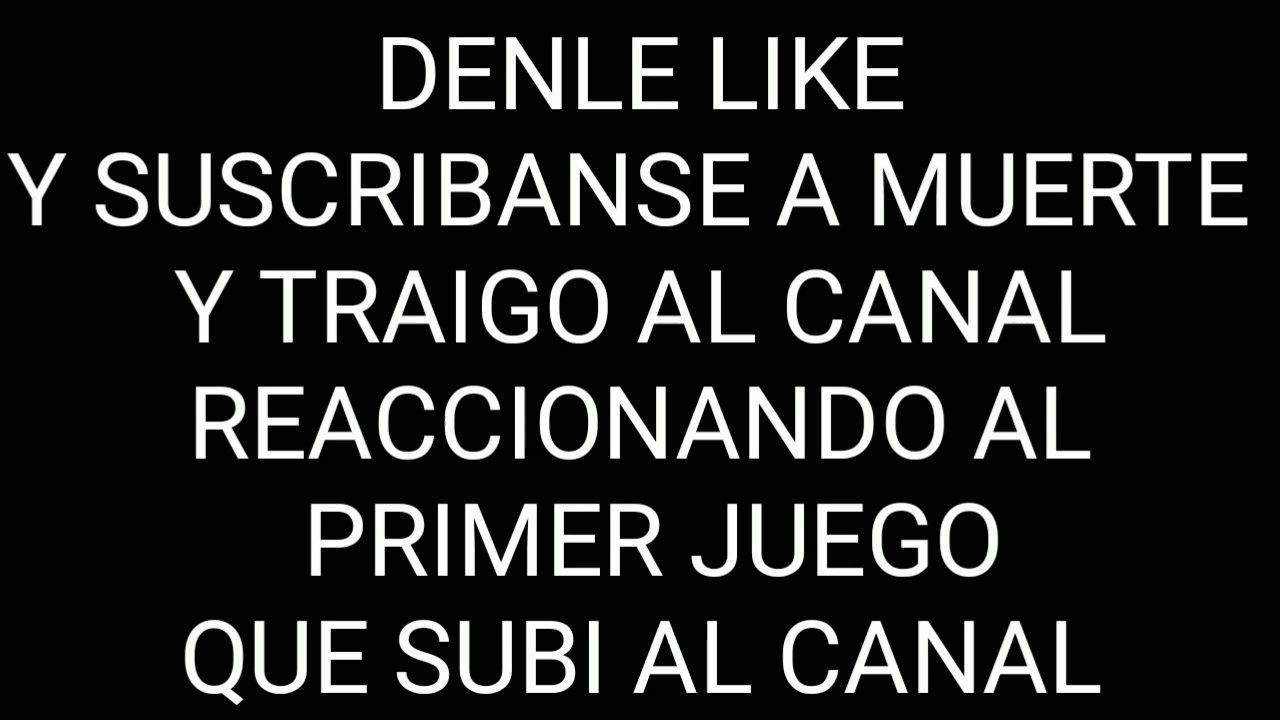 DENLE LIKE
Y SUSCRIBANSE A MUERTE
Y TRAIGO AL CANAL
REACCIONANDO AL
PRIMER JUEGO
QUE SUBI AL CANAL